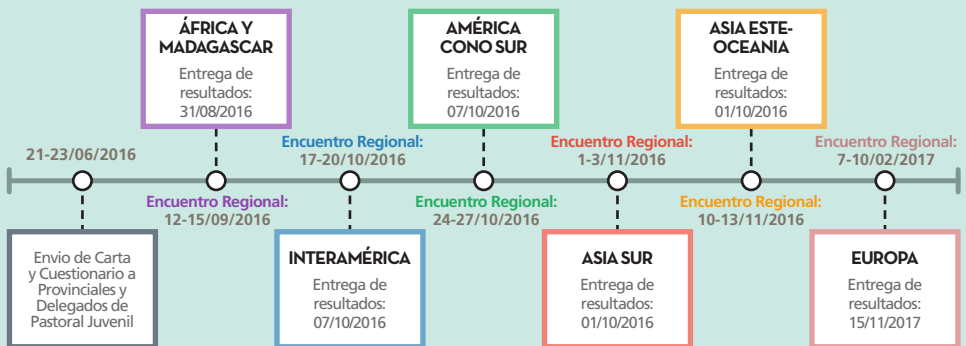 21-23/06/2016
Envio de Carta
y Cuestionario a
Provinciales y
Delegados de
Pastoral Juvenil
ÁFRICA Y
MADAGASCAR
Entrega de
resultados:
31/08/2016
Encuentro Regional:
12-15/09/2016
Encuentro Regional:
17-20/10/2016
INTERAMÉRICA
Entrega de
resultados:
07/10/2016
AMÉRICA
CONO SUR
Entrega de
resultados:
07/10/2016
Encuentro Regional:
24-27/10/2016
Encuentro Regional:
1-3/11/2016
ASIA SUR
Entrega de
resultados:
01/10/2016
ASIA ESTE-
OCEANIA
Entrega de
resultados:
01/10/2016
Encuentro Regional:
10-13/11/2016
Encuentro Regional:
7-10/02/2017
EUROPA
Entrega de
resultados:
15/11/2017